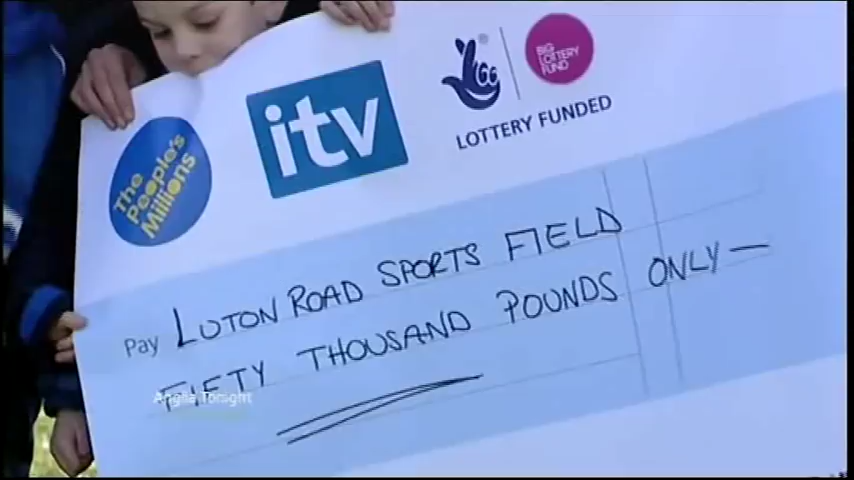 The People's Millions
itv
BIG LOTTERY FUND
LOTTERY FUNDED
Pay LUTON ROAD SPORTS FIELD
FIFTY THOUSAND POUNDS ONLY —
Anglia Tonight